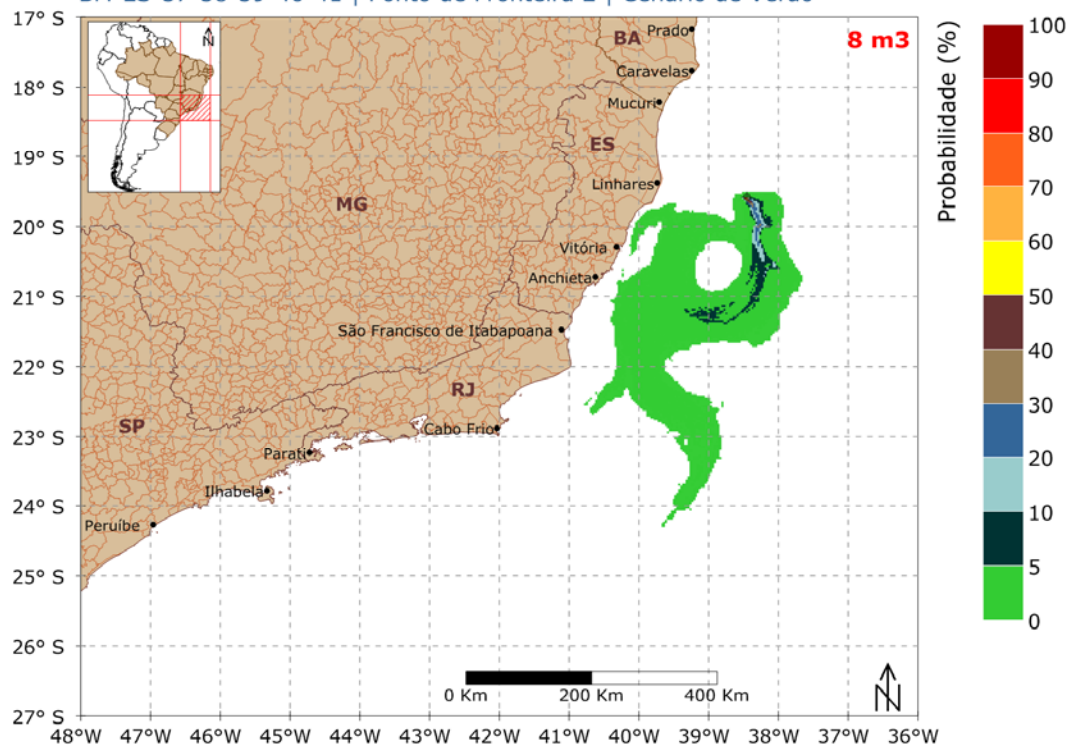 | Ponto de Fronteira 2 | Cenário de Verão
17° S
18° S
19° S
20° S
21° S
22° S
23° S
24° S
25° S
26° S
27° S
48°W 47°W 46°W 45°W 44°W 43°W 42°W 41°W 40°W 39°W 38°W 37°W 36°W
N
BA
Prado
8 m3
Caravelas
Mucuri
ES
Linhares
MG
Vitória
Anchieta
São Francisco de Itabapoana
RJ
SP
Cabo Frio
Parati
Ilhabela
Peruíbe
0 Km 200 Km 400 Km
N
Probabilidade (%)
100
90
80
70
60
50
40
30
20
10
5
0